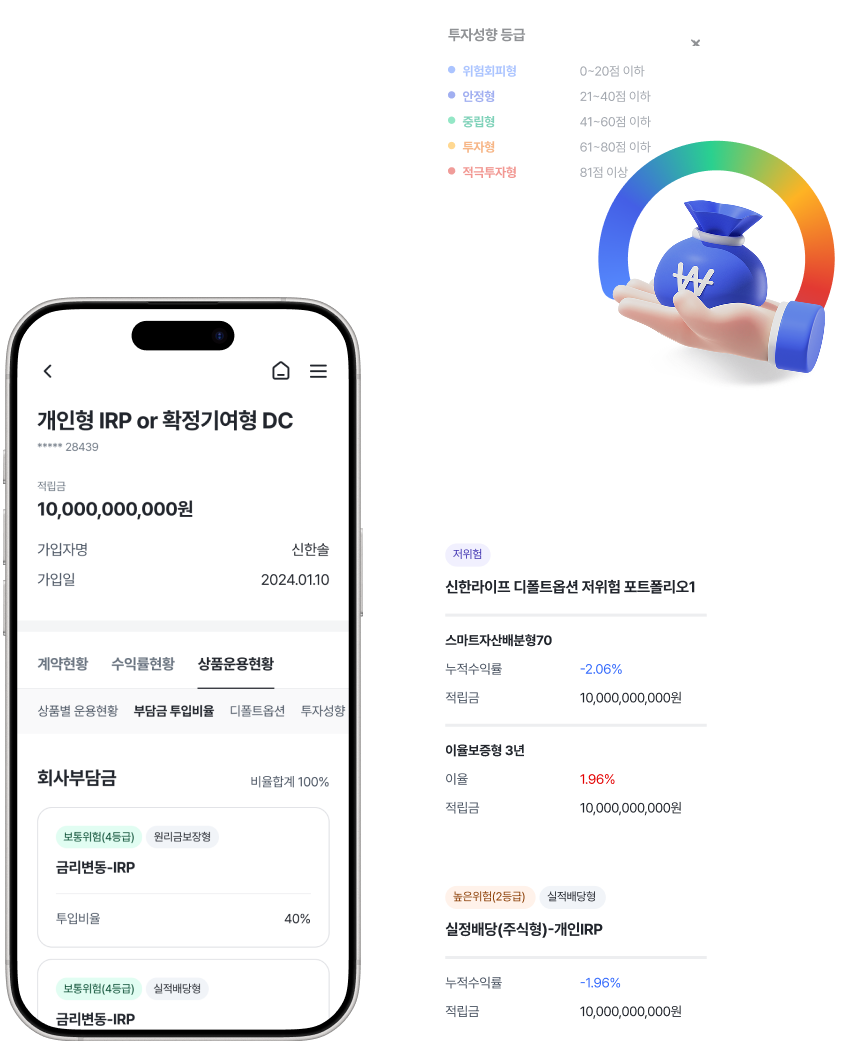 투자성향 등급
위험회피형 0~20점 이하
안정형 21~40점 이하
중립형 41~60점 이하
투자형 61~80점 이하
적극투자형 81점 이상
₩
개인형 IRP or 확정기여형 DC
***** 28439
적립금
10,000,000,000원
가입자명 신한솔
가입일 2024.01.10
계약현황 수익률현황 상품운용현황
상품별 운용현황 부담금 투입비율 디폴트옵션 투자성향
회사부담금 비율합계 100%
보통위험(4등급) 원리금보장형
금리변동-IRP
투입비율 40%
보통위험(4등급) 실적배당형
금리변동-IRP
저위험
신한라이프 디폴트옵션 저위험 포트폴리오1
스마트자산배분형70
누적수익률 -2.06%
적립금 10,000,000,000원
이율보증형 3년
이율 1.96%
적립금 10,000,000,000원
높은위험(2등급) 실적배당형
실정배당(주식형)-개인IRP
누적수익률 -1.96%
적립금 10,000,000,000원